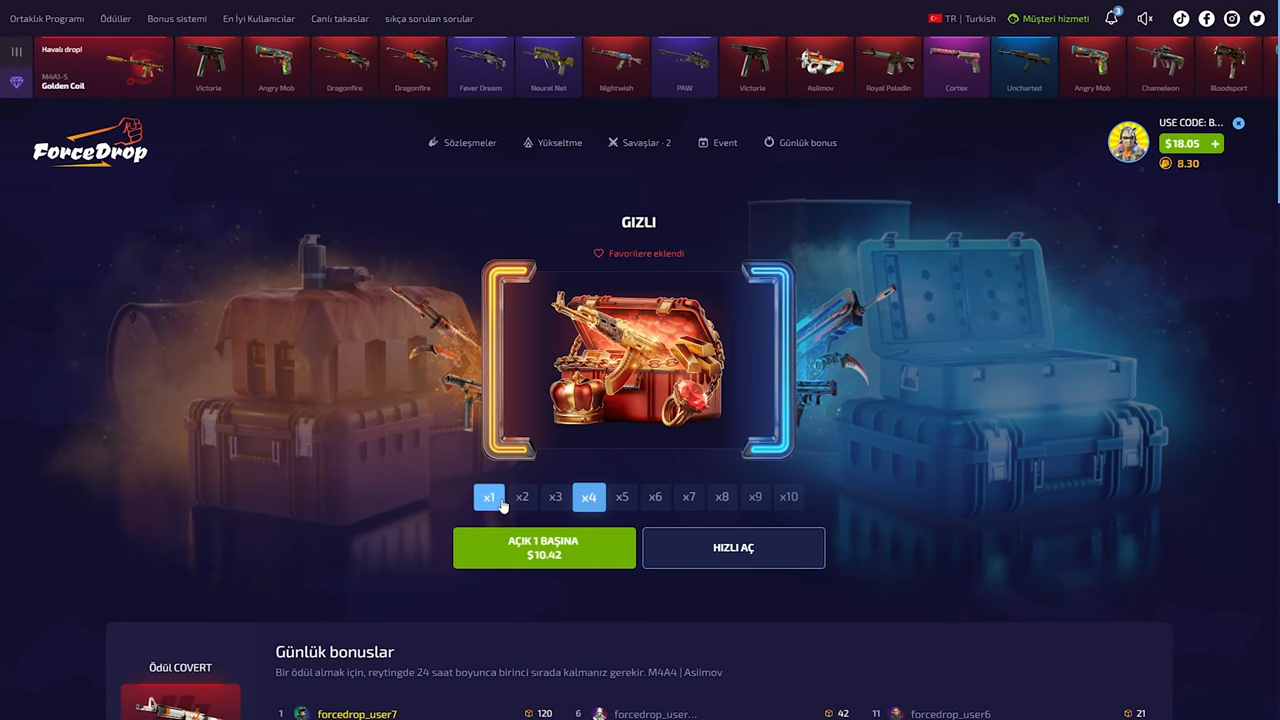 Ortaklık Programı
Ödüller
Bonus sistemi
En İyi Kullanıcılar
Canlı takaslar
sıkça sorulan sorular
TR | Turkish
Müşteri hizmeti
3
Havalı drop!
M4A1-S
Golden Coil
Victoria
Angry Mob
Dragonfire
Dragonfire
Fever Dream
Neural Net
Nightwish
PAW
Victoria
Asiimov
Royal Paladin
Cortex
Uncharted
Angry Mob
Chameleon
Bloodsport
ForceDrop
Sözleşmeler
Yükseltme
Savaşlar · 2
Event
Günlük bonus
USE CODE: B...
$18.05 +
8.30
GIZLI
Favorilere eklendi
x1 x2 x3 x4 x5 x6 x7 x8 x9 x10
AÇIK 1 BAŞINA
$10.42
HIZLI AÇ
Ödül COVERT
Günlük bonuslar
Bir ödül almak için, reytingde 24 saat boyunca birinci sırada kalmanız gerekir. M4A4 | Asiimov
1 forcedrop_user7 120
6 forcedrop_user... 42
11 forcedrop_user6 21